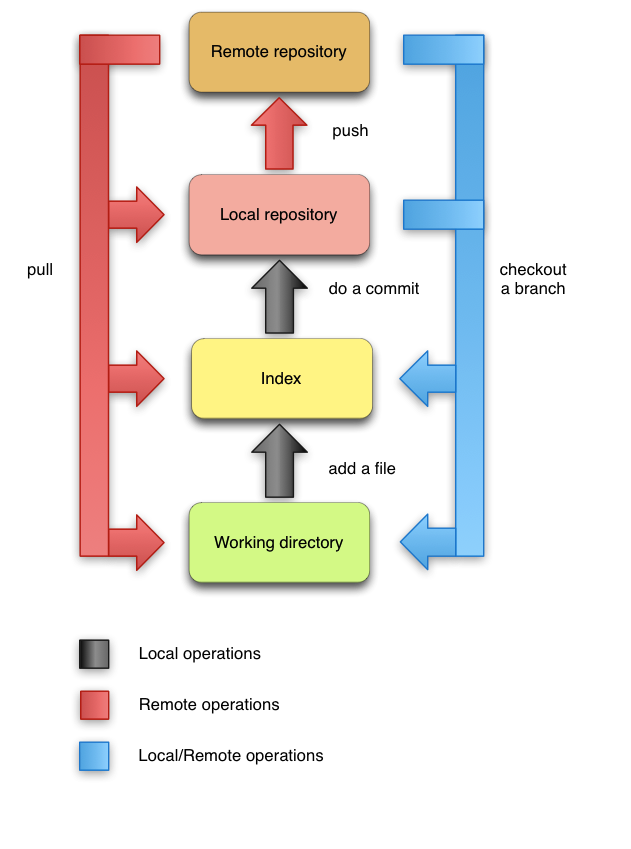 Remote repository
push
Local repository
pull
checkout
a branch
do a commit
Index
add a file
Working directory
Local operations
Remote operations
Local/Remote operations